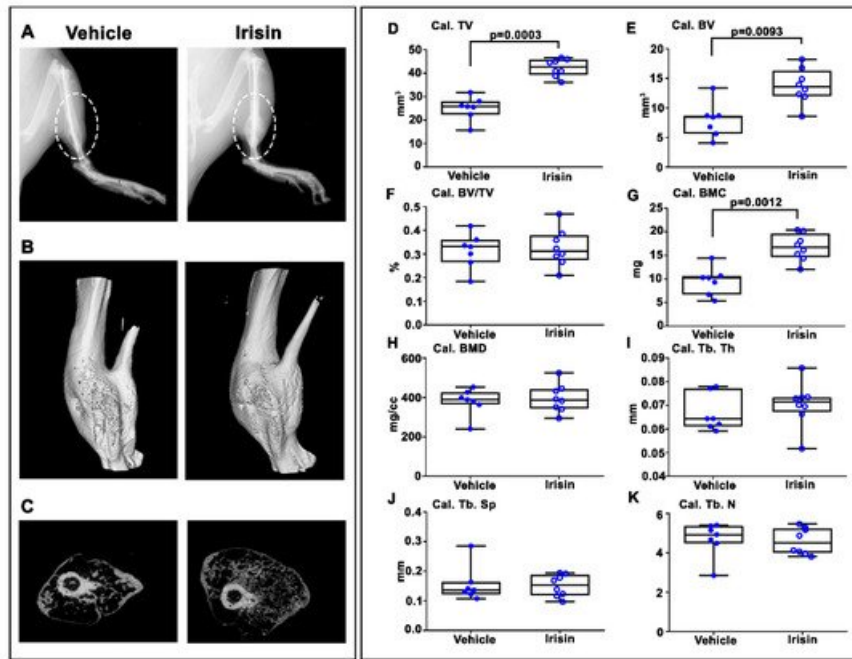 A
Vehicle
Irisin
B
C
D
Cal. TV
p=0.0003
mm³
50
40
30
20
10
0
Vehicle
Irisin
E
Cal. BV
p=0.0093
mm³
20
15
10
5
0
Vehicle
Irisin
F
Cal. BV/TV
%
0.5
0.4
0.3
0.2
0.1
0.0
Vehicle
Irisin
G
Cal. BMC
p=0.0012
mg
25
20
15
10
5
0
Vehicle
Irisin
H
Cal. BMD
mg/cc
600
400
200
0
Vehicle
Irisin
I
Cal. Tb. Th
mm
0.09
0.08
0.07
0.06
0.05
0.04
Vehicle
Irisin
J
Cal. Tb. Sp
mm
0.4
0.3
0.2
0.1
0.0
Vehicle
Irisin
K
Cal. Tb. N
6
4
2
0
Vehicle
Irisin